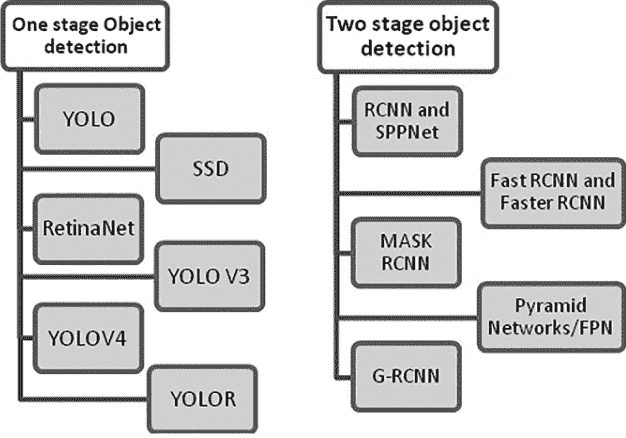 One stage Object
detection
YOLO
SSD
RetinaNet
YOLO V3
YOLOV4
YOLOR
Two stage object
detection
RCNN and
SPPNet
Fast RCNN and
Faster RCNN
MASK
RCNN
Pyramid
Networks/FPN
G-RCNN